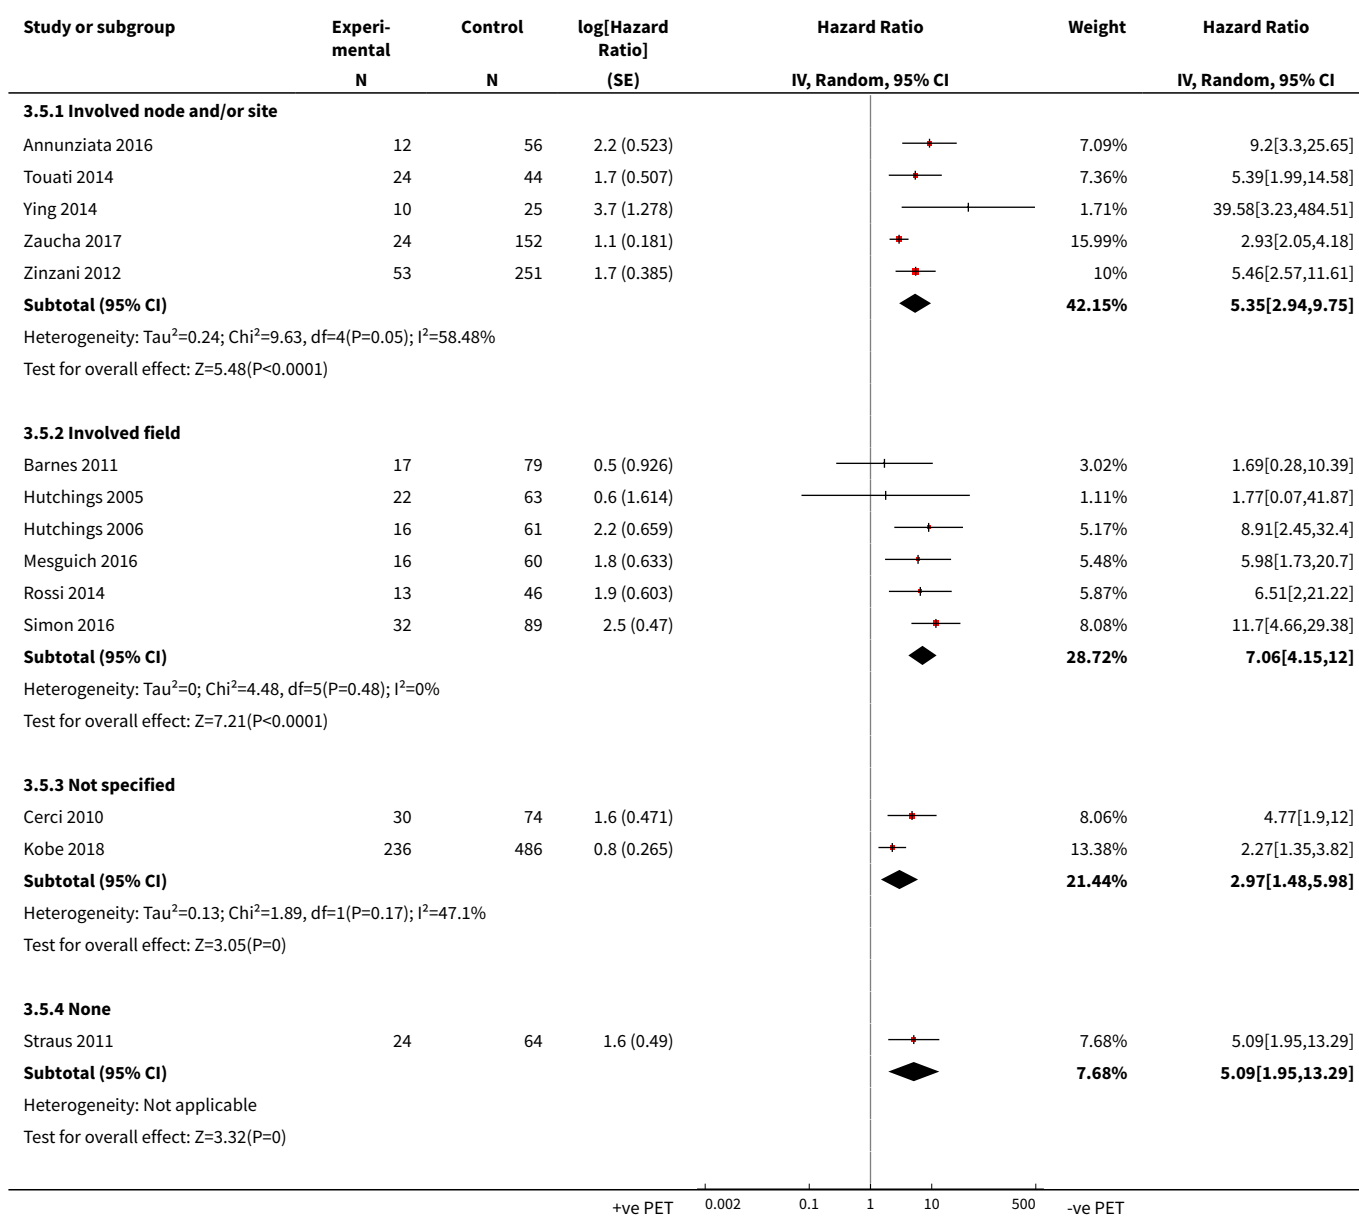 Study or subgroup Experi- Control log[Hazard Hazard Ratio Weight Hazard Ratio
mental Ratio]
N N (SE) IV, Random, 95% CI IV, Random, 95% CI
3.5.1 Involved node and/or site
Annunziata 2016 12 56 2.2 (0.523) 7.09% 9.2[3.3,25.65]
Touati 2014 24 44 1.7 (0.507) 7.36% 5.39[1.99,14.58]
Ying 2014 10 25 3.7 (1.278) 1.71% 39.58[3.23,484.51]
Zaucha 2017 24 152 1.1 (0.181) 15.99% 2.93[2.05,4.18]
Zinzani 2012 53 251 1.7 (0.385) 10% 5.46[2.57,11.61]
Subtotal (95% CI) 42.15% 5.35[2.94,9.75]
Heterogeneity: Tau²=0.24; Chi²=9.63, df=4(P=0.05); I²=58.48%
Test for overall effect: Z=5.48(P<0.0001)
3.5.2 Involved field
Barnes 2011 17 79 0.5 (0.926) 3.02% 1.69[0.28,10.39]
Hutchings 2005 22 63 0.6 (1.614) 1.11% 1.77[0.07,41.87]
Hutchings 2006 16 61 2.2 (0.659) 5.17% 8.91[2.45,32.4]
Mesguich 2016 16 60 1.8 (0.633) 5.48% 5.98[1.73,20.7]
Rossi 2014 13 46 1.9 (0.603) 5.87% 6.51[2,21.22]
Simon 2016 32 89 2.5 (0.47) 8.08% 11.7[4.66,29.38]
Subtotal (95% CI) 28.72% 7.06[4.15,12]
Heterogeneity: Tau²=0; Chi²=4.48, df=5(P=0.48); I²=0%
Test for overall effect: Z=7.21(P<0.0001)
3.5.3 Not specified
Cerci 2010 30 74 1.6 (0.471) 8.06% 4.77[1.9,12]
Kobe 2018 236 486 0.8 (0.265) 13.38% 2.27[1.35,3.82]
Subtotal (95% CI) 21.44% 2.97[1.48,5.98]
Heterogeneity: Tau²=0.13; Chi²=1.89, df=1(P=0.17); I²=47.1%
Test for overall effect: Z=3.05(P=0)
3.5.4 None
Straus 2011 24 64 1.6 (0.49) 7.68% 5.09[1.95,13.29]
Subtotal (95% CI) 7.68% 5.09[1.95,13.29]
Heterogeneity: Not applicable
Test for overall effect: Z=3.32(P=0)
+ve PET 0.002 0.1 1 10 500 -ve PET